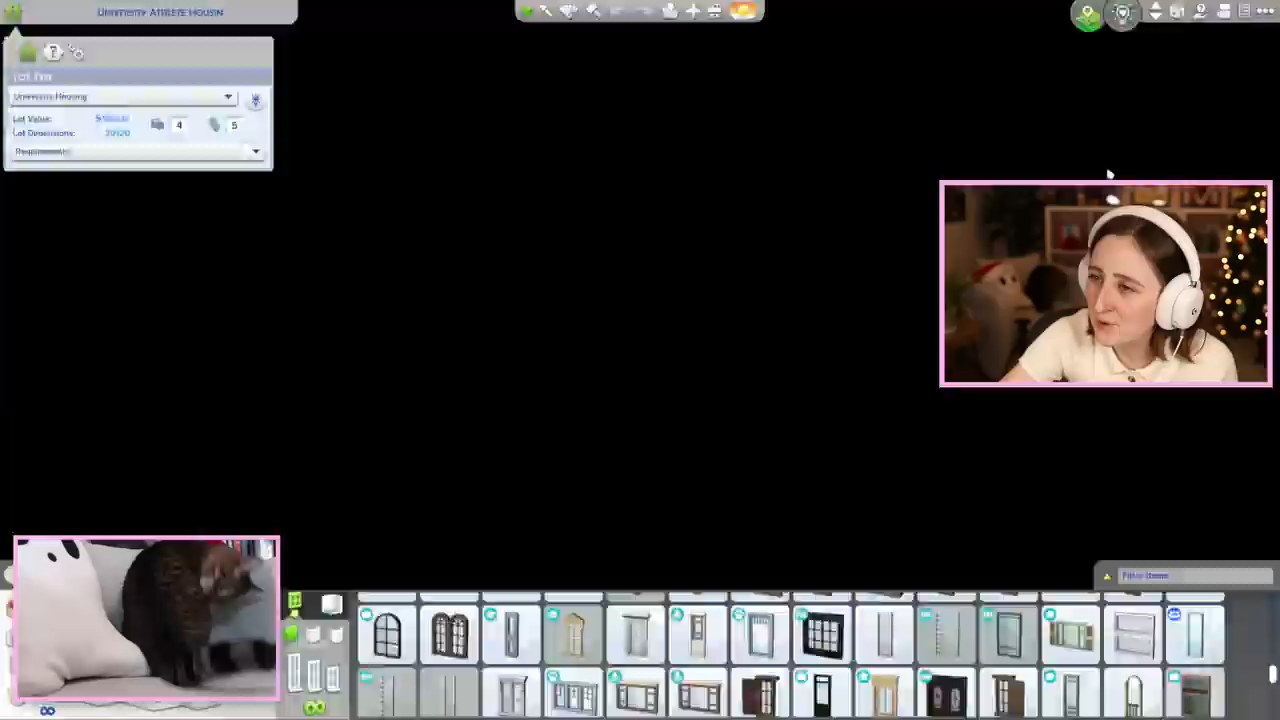 UNIVERSITY ATHLETE HOUSIN
Lot Type
University Housing
Lot Value:
Lot Dimensions:
4
5
Requirements
Filter Items